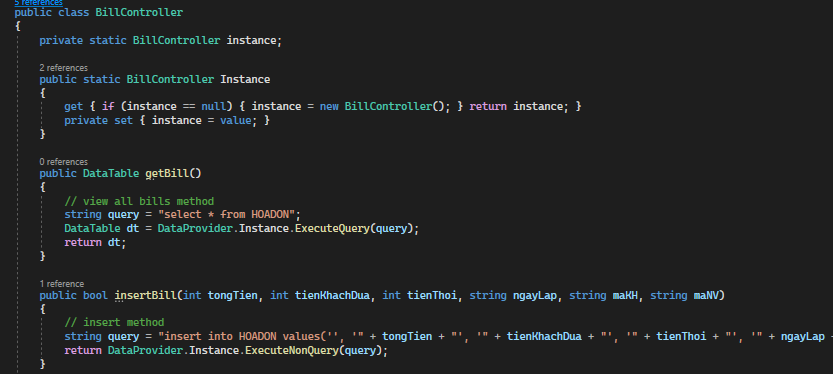 5 references
public class BillController
{
private static BillController instance;
2 references
public static BillController Instance
{
get { if (instance == null) { instance = new BillController(); } return instance; }
private set { instance = value; }
}
0 references
public DataTable getBill()
{
// view all bills method
string query = "select * from HOADON";
DataTable dt = DataProvider.Instance.ExecuteQuery(query);
return dt;
}
1 reference
public bool insertBill(int tongTien, int tienKhachDua, int tienThoi, string ngayLap, string maKH, string maNV)
{
// insert method
string query = "insert into HOADON values('', '" + tongTien + "', '" + tienKhachDua + "', '" + tienThoi + "', '" + ngayLap +
return DataProvider.Instance.ExecuteNonQuery(query);
}